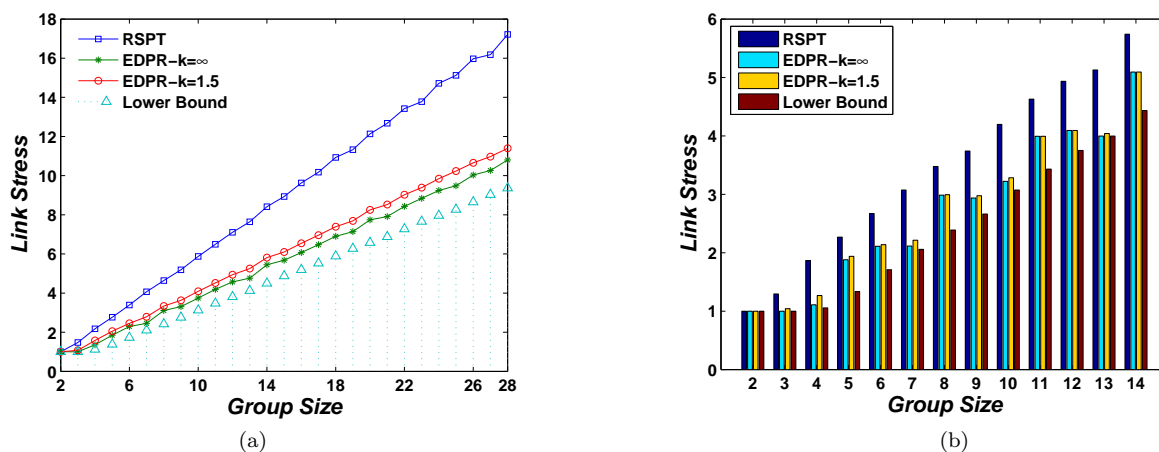 18
16
14
12
10
8
6
4
2
0
Link Stress
RSPT
EDPR-k=∞
EDPR-k=1.5
Lower Bound
2 6 10 14 18 22 26 28
Group Size
(a)
6
5
4
3
2
1
0
Link Stress
RSPT
EDPR-k=∞
EDPR-k=1.5
Lower Bound
2 3 4 5 6 7 8 9 10 11 12 13 14
Group Size
(b)